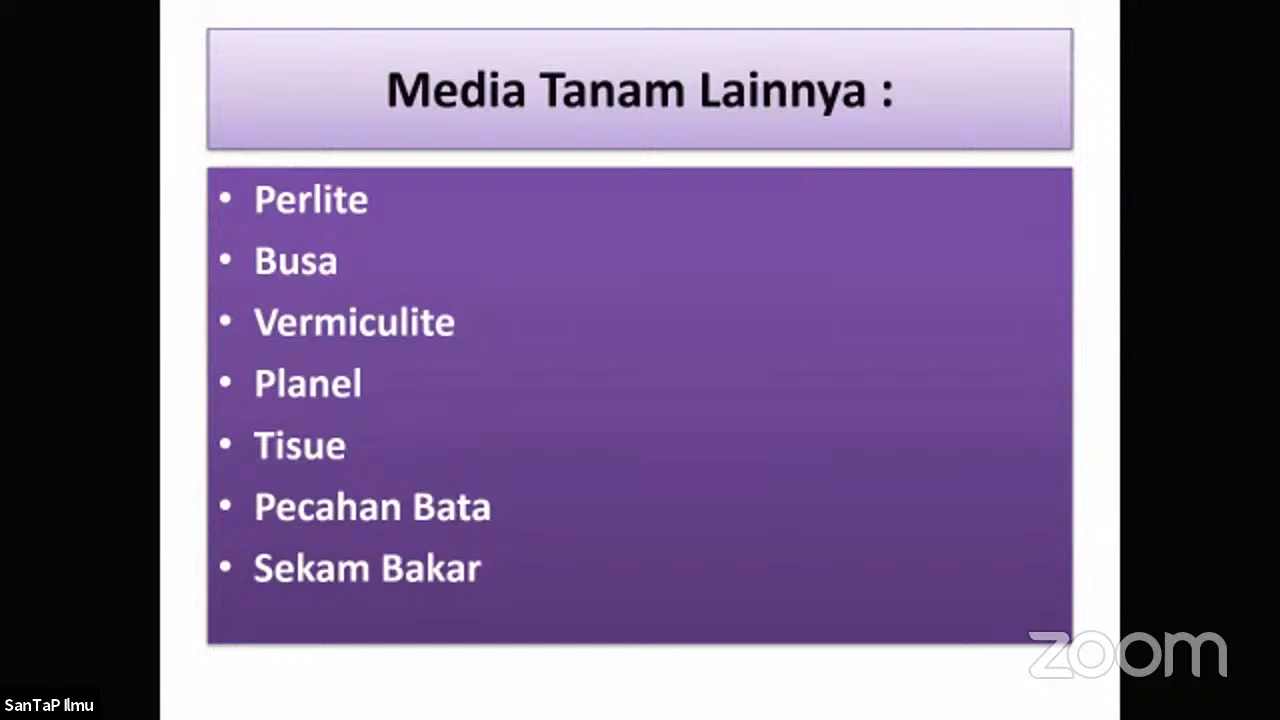 Media Tanam Lainnya :
• Perlite
• Busa
• Vermiculite
• Planel
• Tisue
• Pecahan Bata
• Sekam Bakar
zoom
SanTaP Ilmu